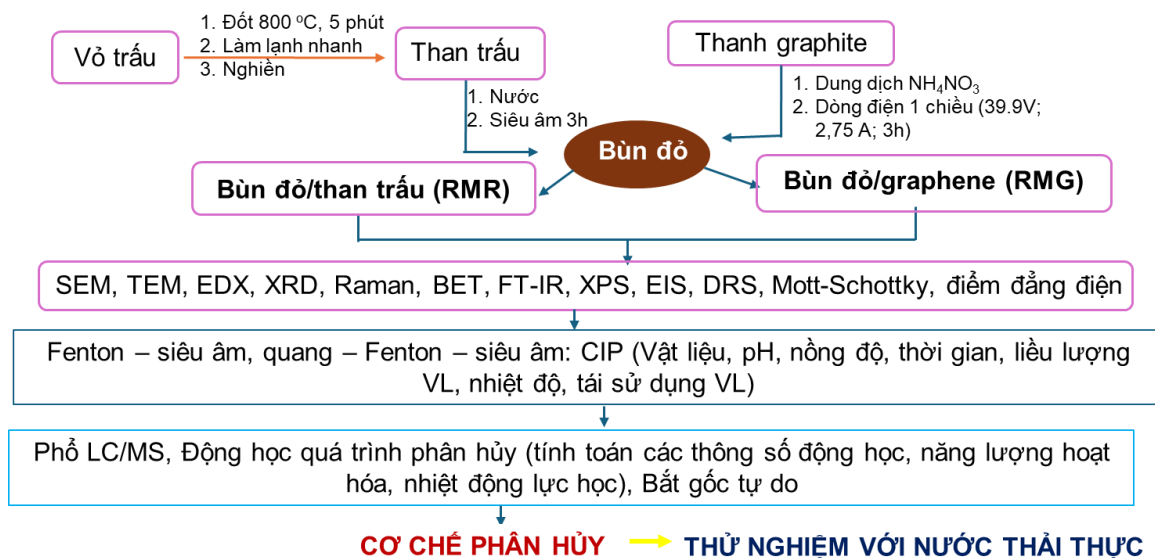 Vỏ trấu
1. Đốt 800 ºC, 5 phút
2. Làm lạnh nhanh
3. Nghiền
Than trấu
Thanh graphite
1. Nước
2. Siêu âm 3h
1. Dung dịch NH₄NO₃
2. Dòng điện 1 chiều (39.9V;
2,75 A; 3h)
Bùn đỏ
Bùn đỏ/than trấu (RMR)
Bùn đỏ/graphene (RMG)
SEM, TEM, EDX, XRD, Raman, BET, FT-IR, XPS, EIS, DRS, Mott-Schottky, điểm đẳng điện
Fenton – siêu âm, quang – Fenton – siêu âm: CIP (Vật liệu, pH, nồng độ, thời gian, liều lượng
VL, nhiệt độ, tái sử dụng VL)
Phổ LC/MS, Động học quá trình phân hủy (tính toán các thông số động học, năng lượng hoạt
hóa, nhiệt động lực học), Bắt gốc tự do
CƠ CHẾ PHÂN HỦY
THỬ NGHIỆM VỚI NƯỚC THẢI THỰC